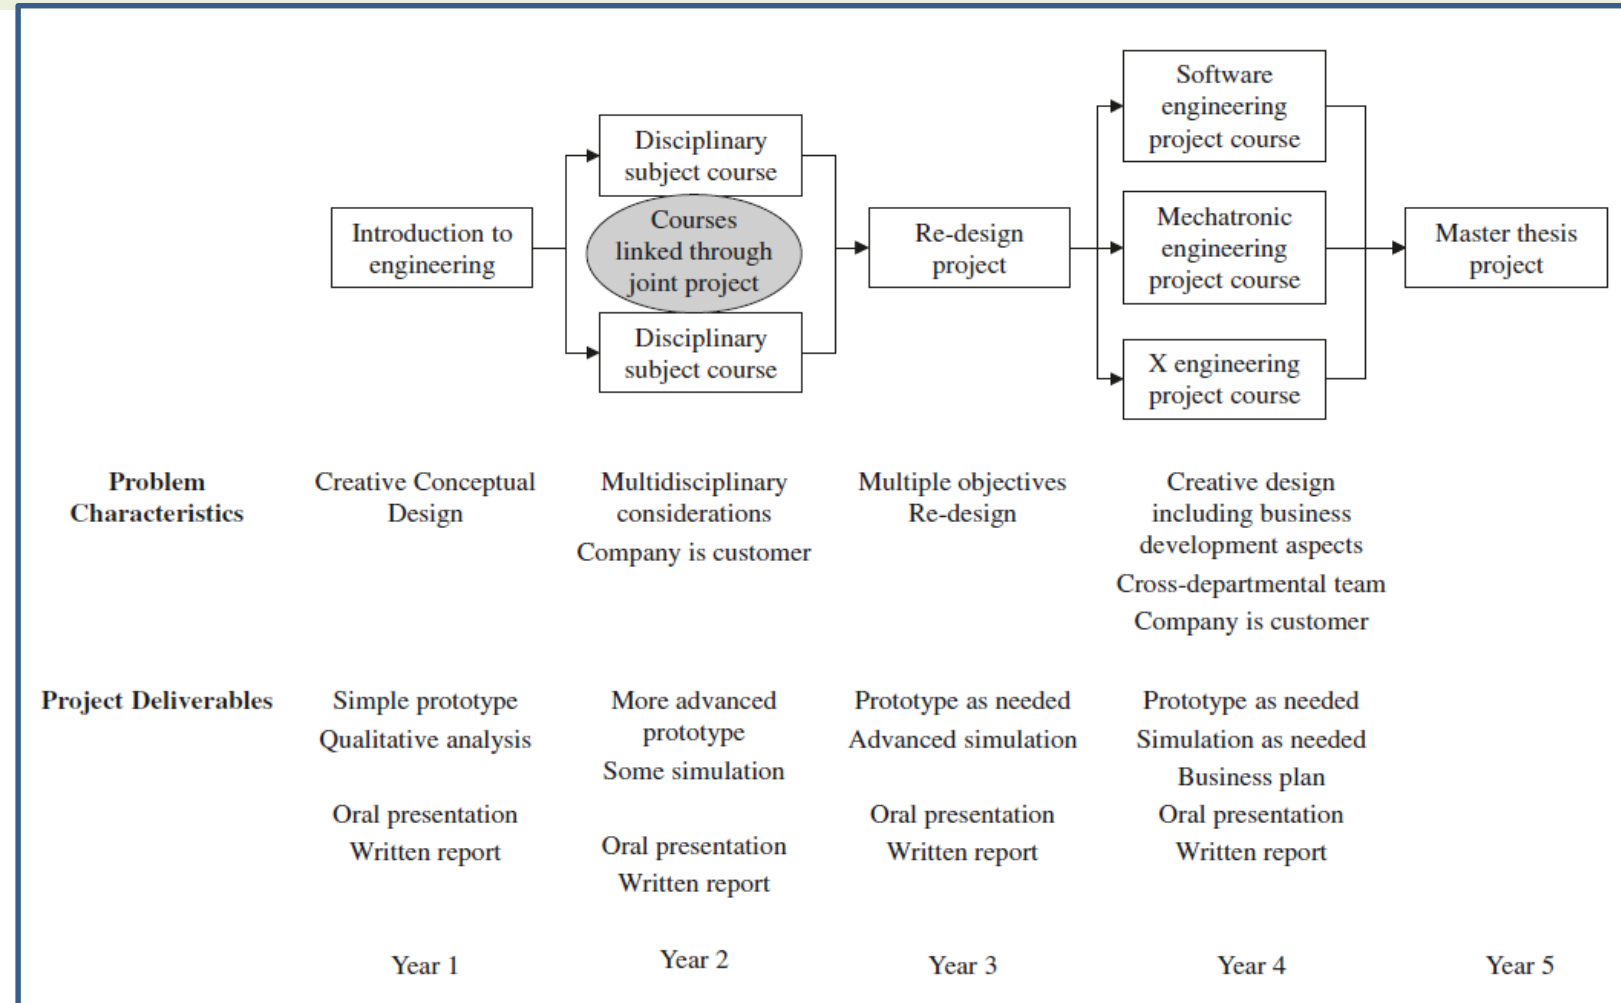 Introduction to
engineering
Disciplinary
subject course
Courses
linked through
joint project
Disciplinary
subject course
Re-design
project
Software
engineering
project course
Mechatronic
engineering
project course
X engineering
project course
Master thesis
project
Problem
Characteristics
Creative Conceptual
Design
Multidisciplinary
considerations
Company is customer
Multiple objectives
Re-design
Creative design
including business
development aspects
Cross-departmental team
Company is customer
Project Deliverables
Simple prototype
Qualitative analysis
Oral presentation
Written report
More advanced
prototype
Some simulation
Oral presentation
Written report
Prototype as needed
Advanced simulation
Oral presentation
Written report
Prototype as needed
Simulation as needed
Business plan
Oral presentation
Written report
Year 1
Year 2
Year 3
Year 4
Year 5